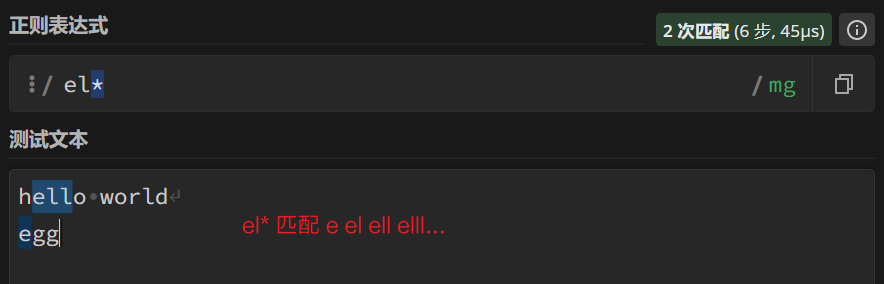 正则表达式
2 次匹配 (6 步, 45μs)
/ el* / mg
测试文本
hello·world↵
egg
el* 匹配 e el ell elll...